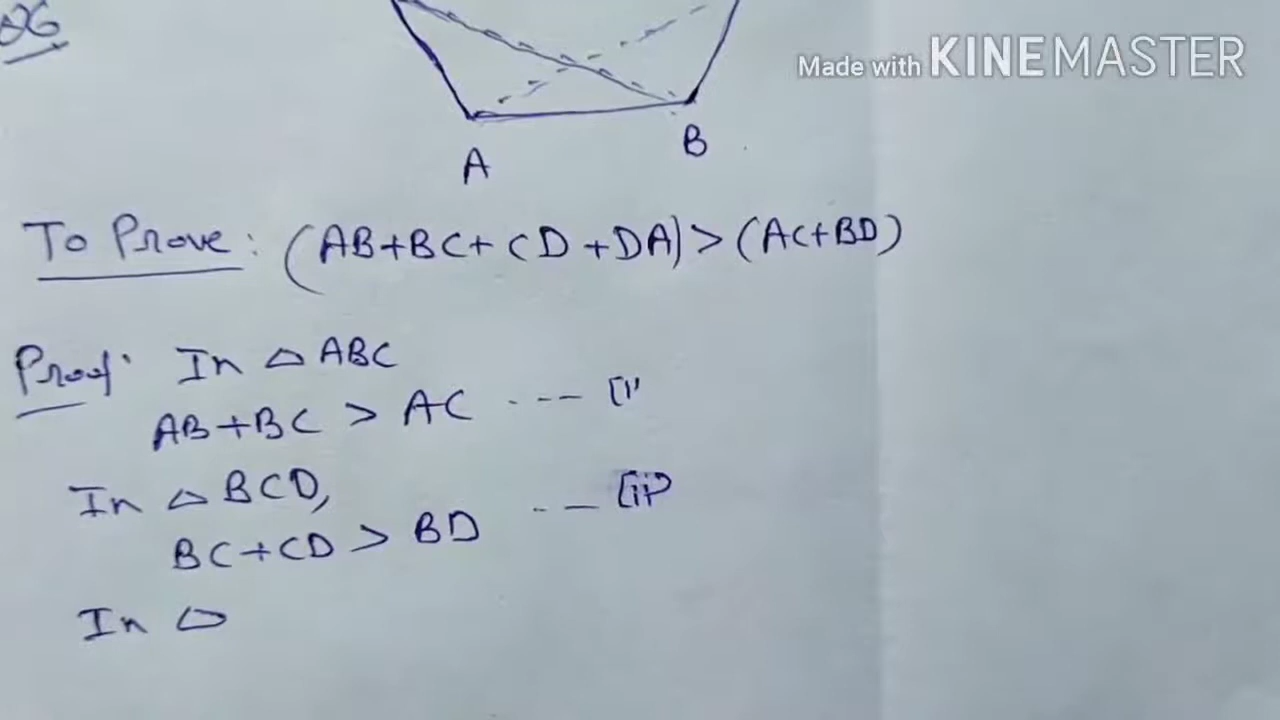 Q6
Made with KINEMASTER
A
B
To Prove: (AB+BC+CD+DA)>(AC+BD)
Proof: In △ABC
AB+BC > AC ---- (i)
In △BCD,
BC+CD > BD -- (ii)
In △